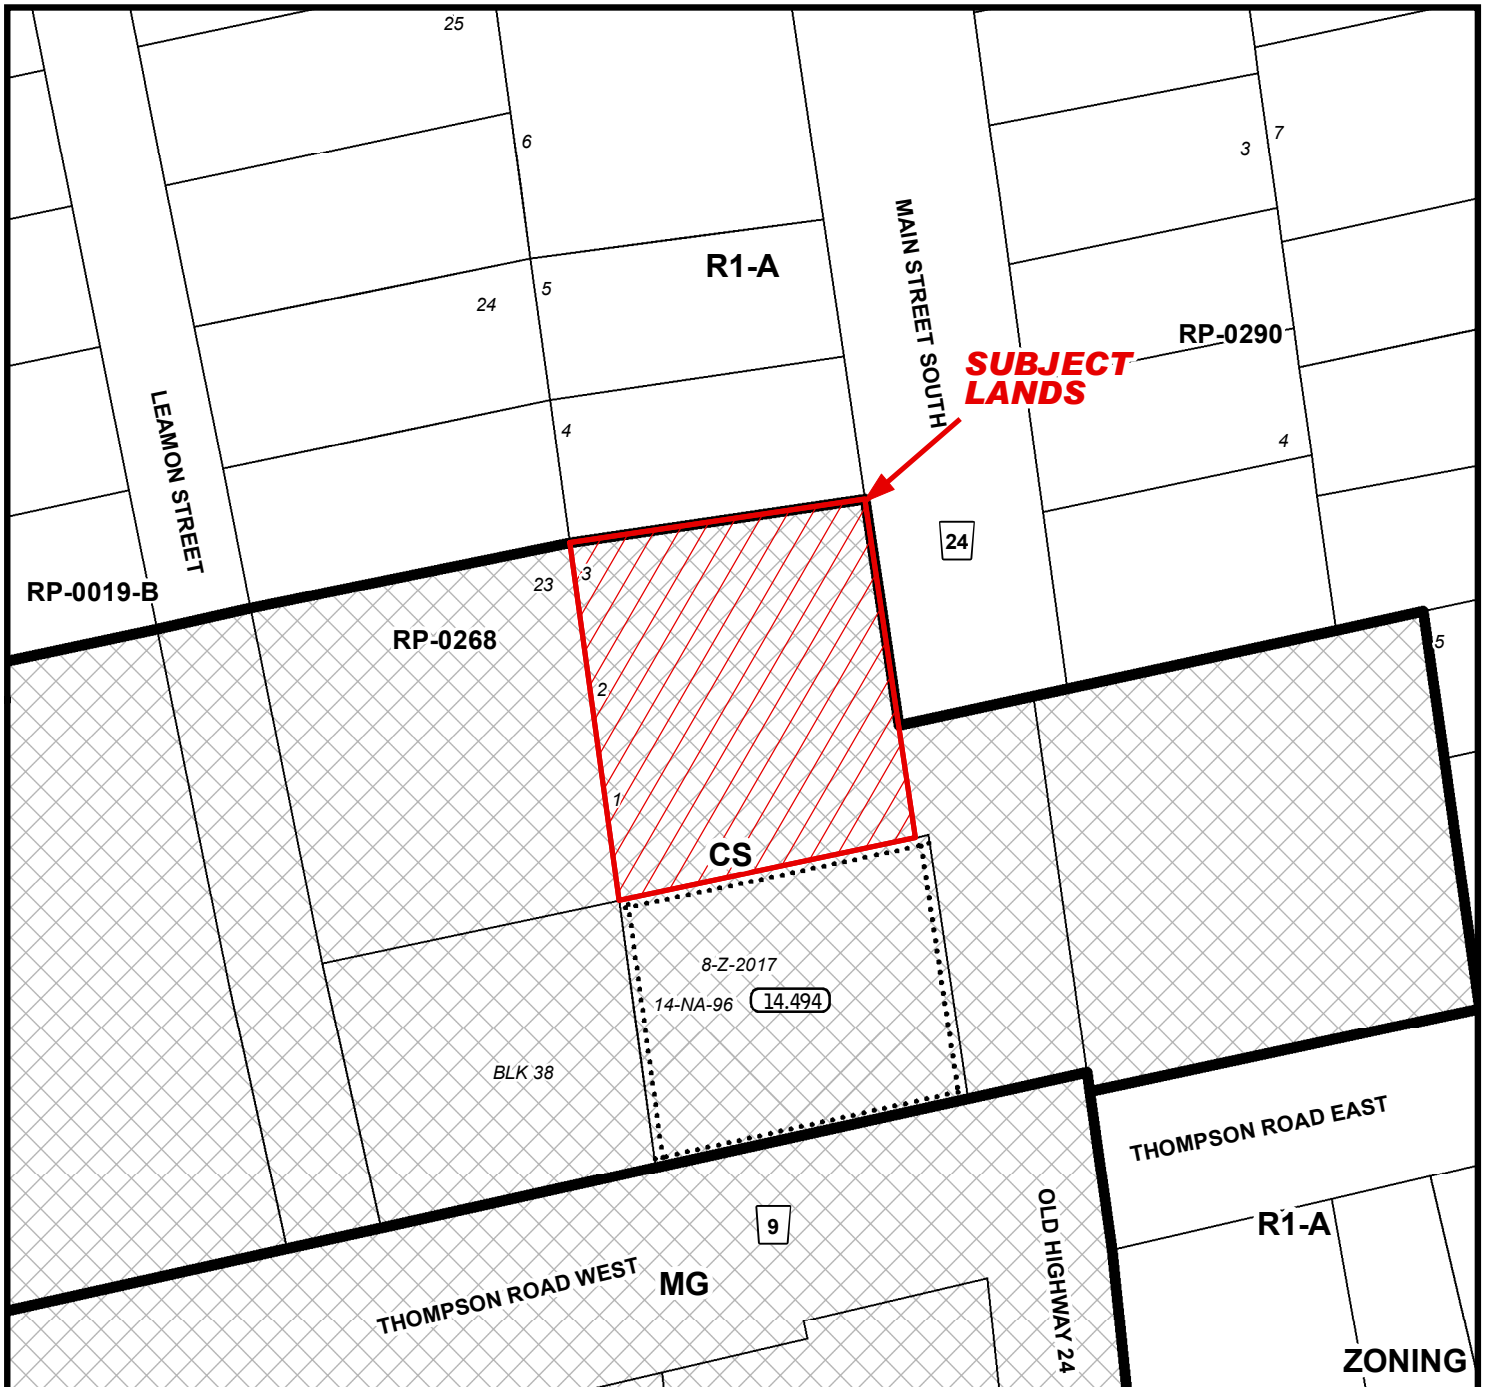 25
6
7
3
MAIN STREET SOUTH
R1-A
5
24
RP-0290
SUBJECT
LANDS
LEAMON STREET
4
4
24
3
23
RP-0019-B
RP-0268
5
2
1
CS
8-Z-2017
14-NA-96
14.494
BLK 38
THOMPSON ROAD EAST
OLD HIGHWAY 24
R1-A
9
THOMPSON ROAD WEST
MG
ZONING